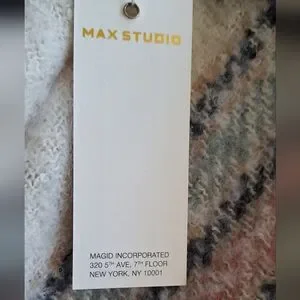 MAX STUDIO
MAGID INCORPORATED
320 5TH AVE, 7TH FLOOR
NEW YORK, NY 10001